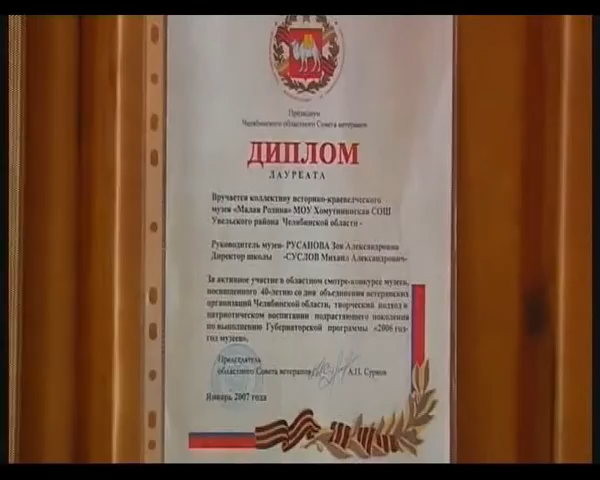 Президиум
Челябинского областного Совета ветеранов
ДИПЛОМ
ЛАУРЕАТА
Вручается коллективу историко-краеведческого
музея «Малая Родина» МОУ Хомутининская СОШ
Увельского района Челябинской области -
Руководитель музея- РУСАНОВА Зоя Александровна
Директор школы -СУСЛОВ Михаил Александрович-
За активное участие в областном смотре-конкурсе музеев,
посвященного 40-летию со дня объединения ветеранских
организаций Челябинской области, творческий подход в
патриотическом воспитании подрастающего поколения
по выполнению Губернаторской программы «2006 год-
год музеев».
Председатель
областного Совета ветеранов А.П. Сурков
Январь 2007 года